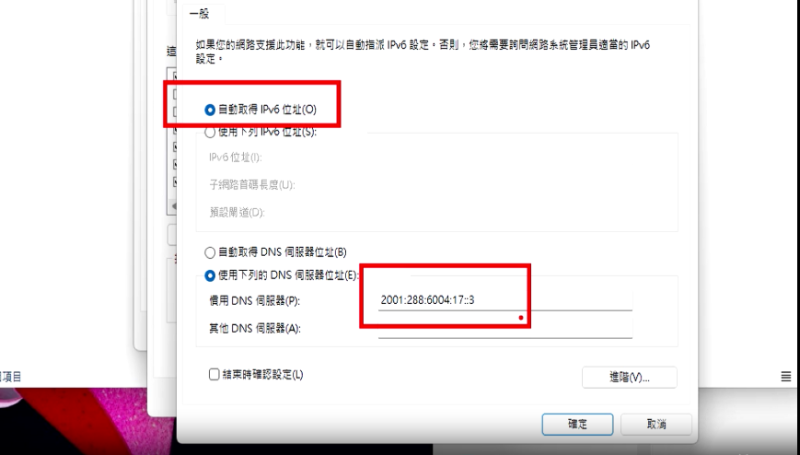 一般
如果您的網路支援此功能，就可以自動指派 IPv6 設定。否則，您將需要詢問網路系統管理員適當的 IPv6
設定。
自動取得 IPv6 位址(O)
使用下列 IPv6 位址(S):
IPv6 位址(I):
子網路首碼長度(U):
預設閘道(D):
自動取得 DNS 伺服器位址(B)
使用下列的 DNS 伺服器位址(E):
慣用 DNS 伺服器(P):
2001:288:6004:17::3
其他 DNS 伺服器(A):
結束時確認設定(L)
進階(V)...
確定
取消
項目